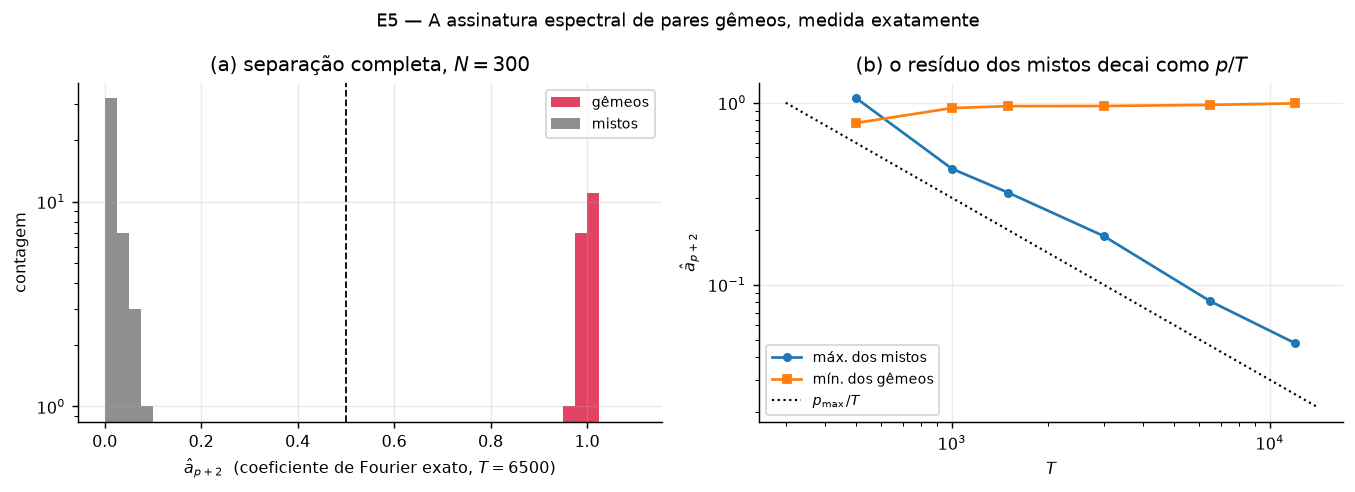 E5 — A assinatura espectral de pares gêmeos, medida exatamente
(a) separação completa, N = 300
gêmeos
mistos
10¹
10⁰
contagem
0.0 0.2 0.4 0.6 0.8 1.0
â_{p+2} (coeficiente de Fourier exato, T = 6500)
(b) o resíduo dos mistos decai como p/T
10⁰
10⁻¹
â_{p+2}
máx. dos mistos
mín. dos gêmeos
p_max/T
10³ 10⁴
T